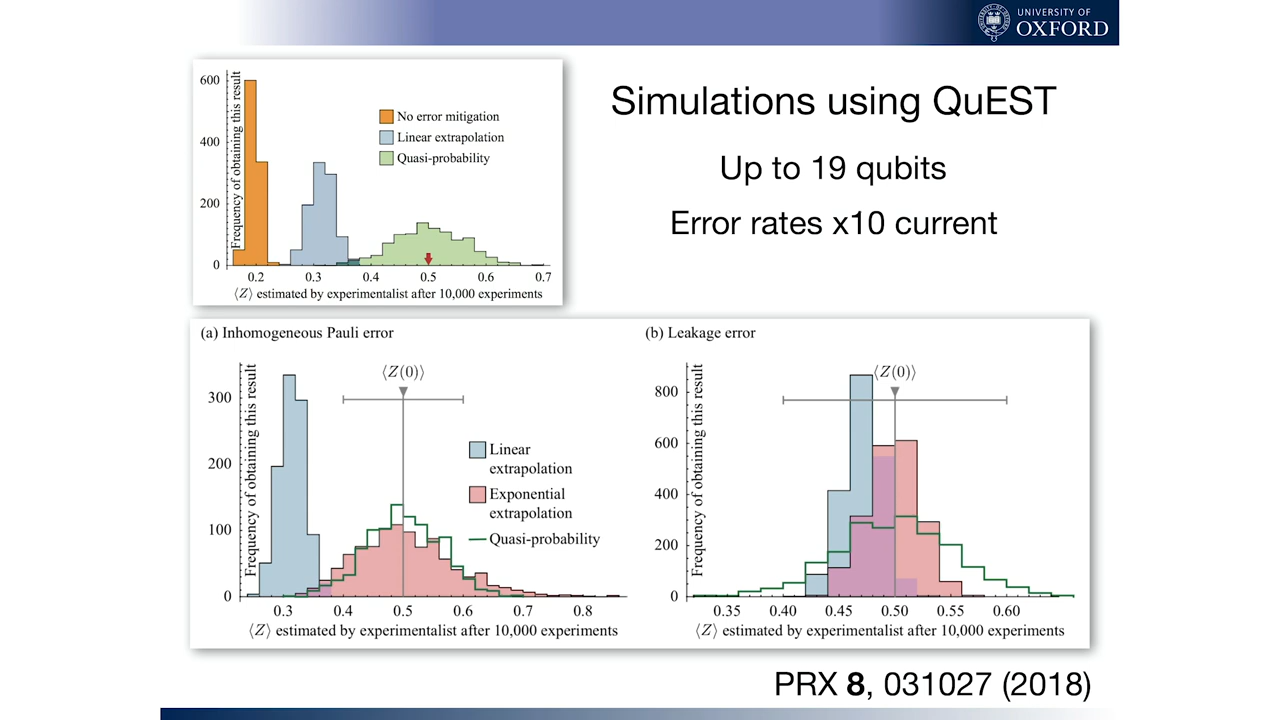 UNIVERSITY OF
OXFORD
Simulations using QuEST
Up to 19 qubits
Error rates x10 current
Frequency of obtaining this result
600
400
200
0
No error mitigation
Linear extrapolation
Quasi-probability
0.2 0.3 0.4 0.5 0.6 0.7
⟨Z⟩ estimated by experimentalist after 10,000 experiments
(a) Inhomogeneous Pauli error
Frequency of obtaining this result
300
200
100
0
⟨Z(0)⟩
Linear
extrapolation
Exponential
extrapolation
Quasi-probability
0.3 0.4 0.5 0.6 0.7 0.8
⟨Z⟩ estimated by experimentalist after 10,000 experiments
(b) Leakage error
Frequency of obtaining this result
800
600
400
200
0
⟨Z(0)⟩
0.35 0.40 0.45 0.50 0.55 0.60
⟨Z⟩ estimated by experimentalist after 10,000 experiments
PRX 8, 031027 (2018)